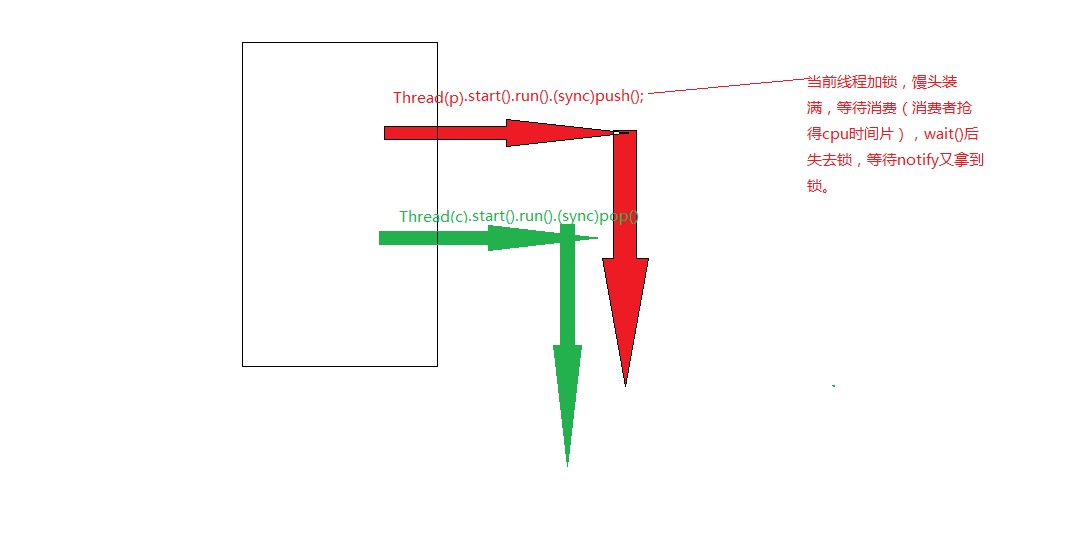 Thread(p).start().run().(sync)push();
当前线程加锁，馒头装
满，等待消费（消费者抢
得cpu时间片），wait()后
失去锁，等待notify又拿到
锁。
Thread(c).start().run().(sync)pop()